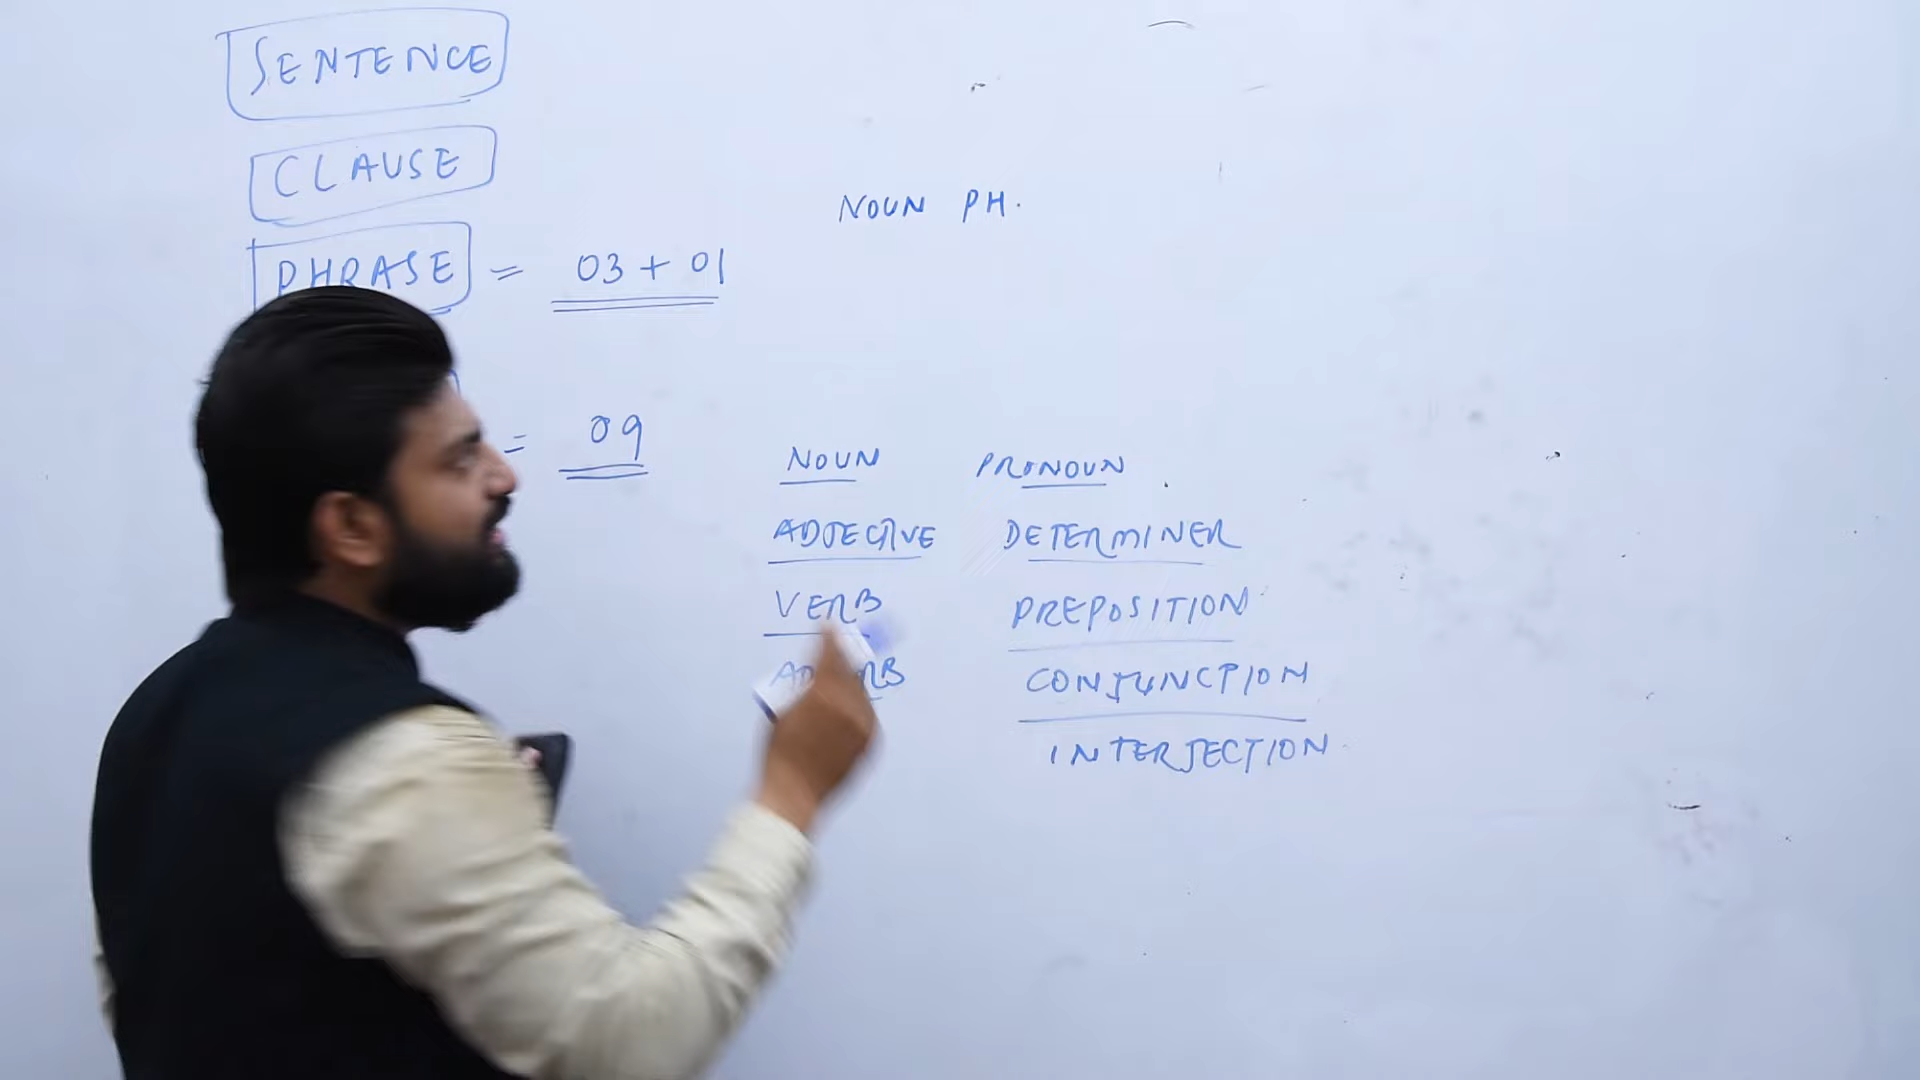 SENTENCE
CLAUSE
NOUN PH.
PHRASE = 03 + 01
= 09
NOUN PRONOUN
ADJECTIVE DETERMINER
VERB PREPOSITION
CONJUNCTION
INTERJECTION